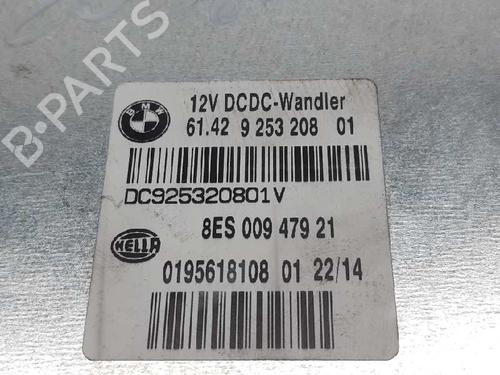 BMW
12V DCDC-Wandler
61.42 9 253 208 01
DC925320801V
8ES 009 479 21
HELLA
0195618108 01 22/14
B-PARTS